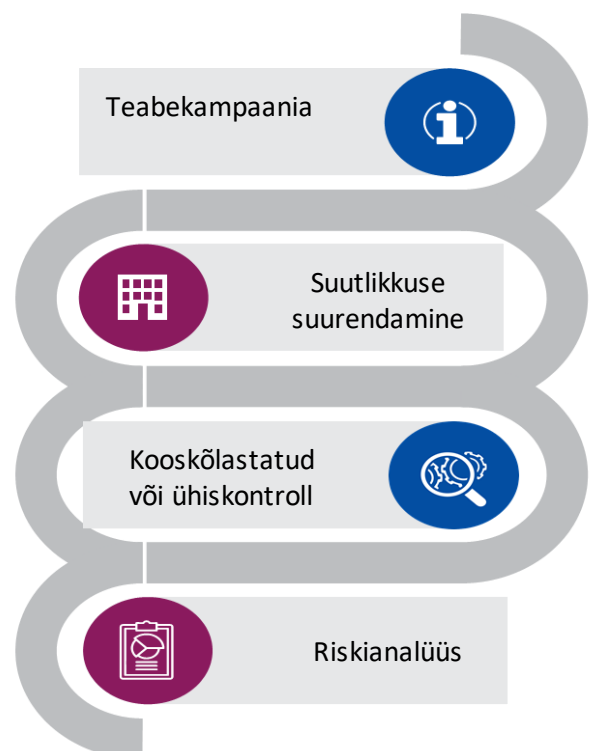 Teabekampaania
Suutlikkuse
suurendamine
Kooskõlastatud
või ühiskontroll
Riskianalüüs